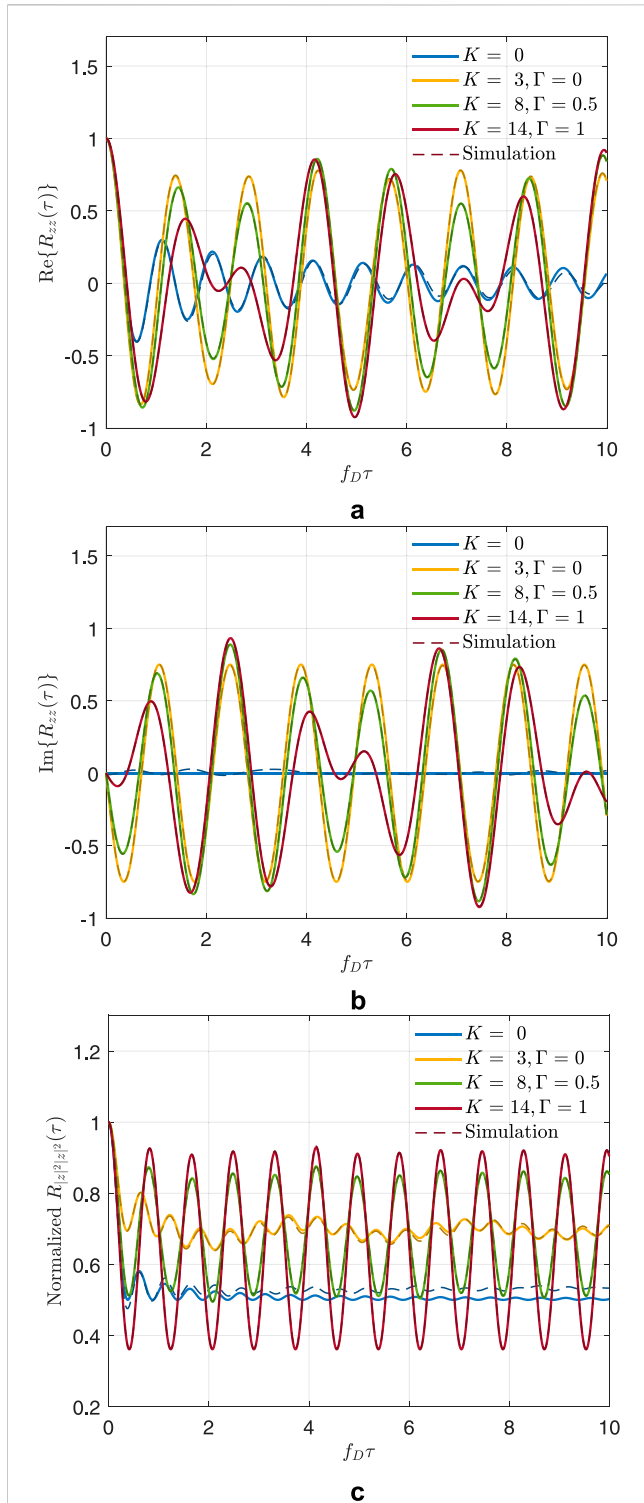 1.5
1
0.5
0
-0.5
-1
Re{R_zz(τ)}
K = 0
K = 3, Γ = 0
K = 8, Γ = 0.5
K = 14, Γ = 1
Simulation
0 2 4 6 8 10
f_D τ
a
1.5
1
0.5
0
-0.5
-1
Im{R_zz(τ)}
K = 0
K = 3, Γ = 0
K = 8, Γ = 0.5
K = 14, Γ = 1
Simulation
0 2 4 6 8 10
f_D τ
b
1.2
1
0.8
0.6
0.4
0.2
Normalized R_|z|²|z|²(τ)
K = 0
K = 3, Γ = 0
K = 8, Γ = 0.5
K = 14, Γ = 1
Simulation
0 2 4 6 8 10
f_D τ
c